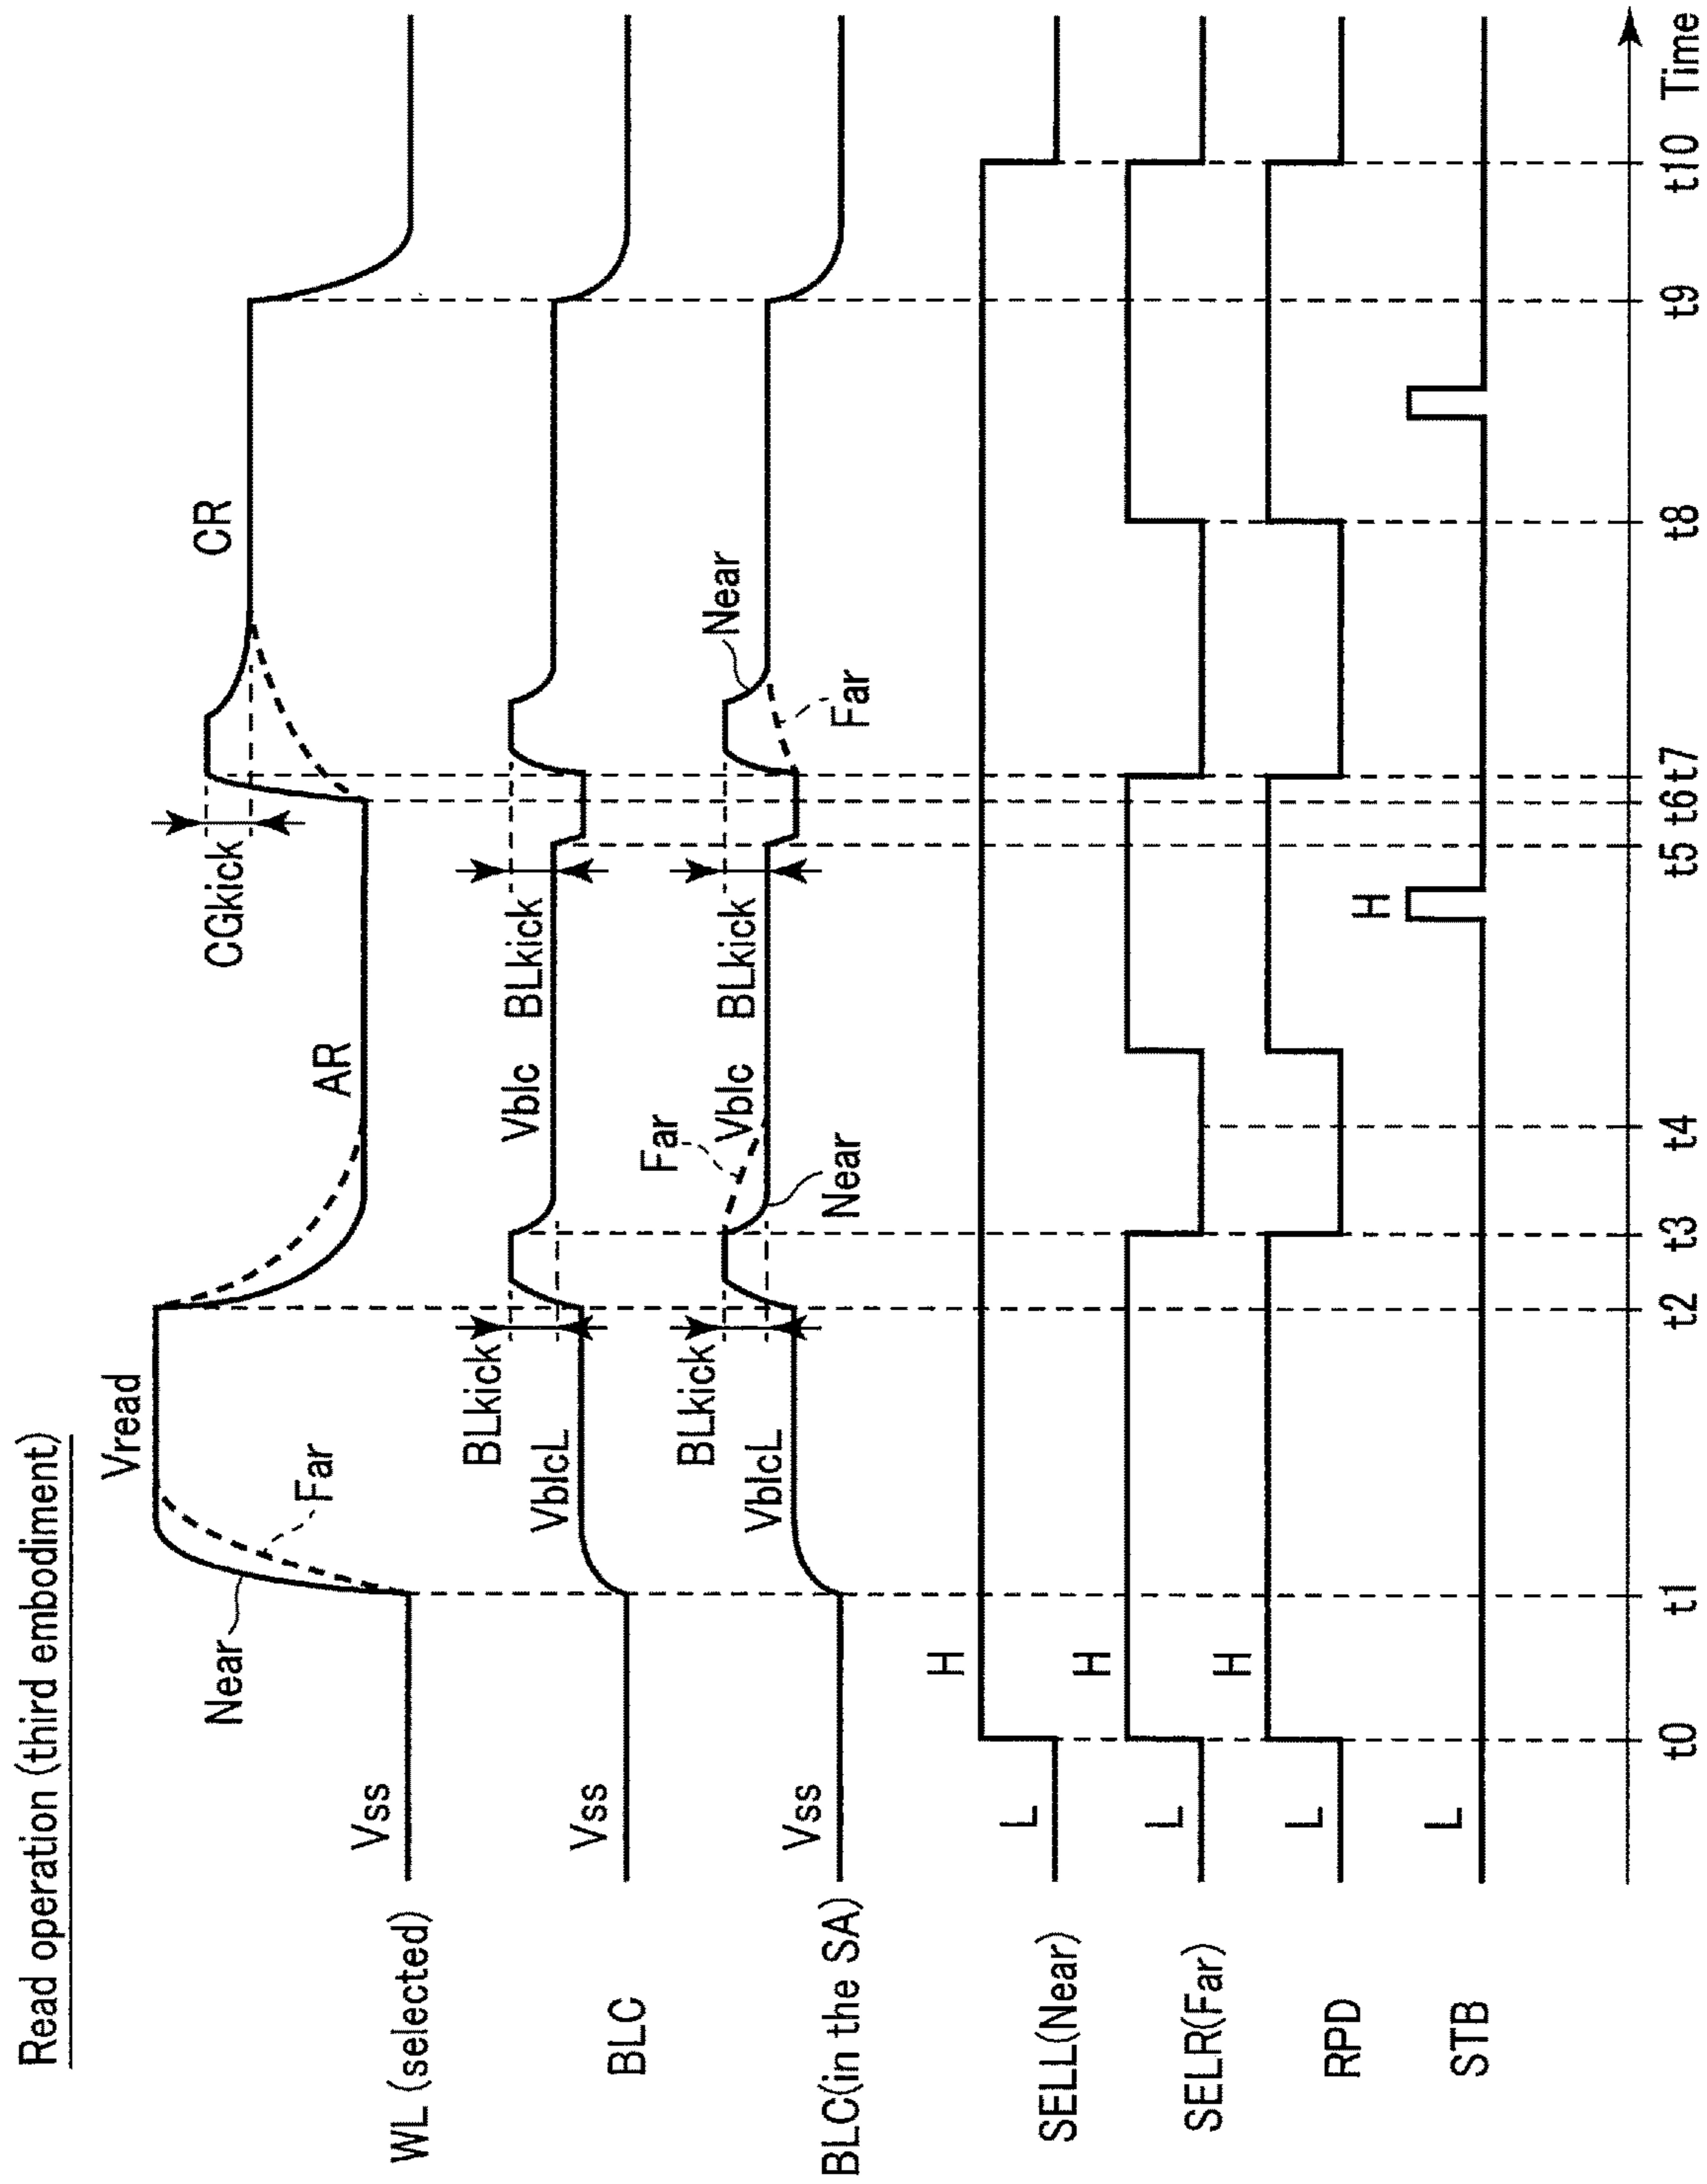 Read operation (third embodiment)
WL (selected)
Vss
Near
Far
Vread
AR
CGkick
CR
BLC
Vss
VblcL
BLkick
Vblc
BLkick
BLC(in the SA)
Vss
VblcL
BLkick
Near
Far
Vblc
BLkick
Far
Near
SELL(Near)
L
H
SELR(Far)
L
H
RPD
L
H
STB
L
H
t0 t1 t2 t3 t4 t5 t6 t7 t8 t9 t10 Time